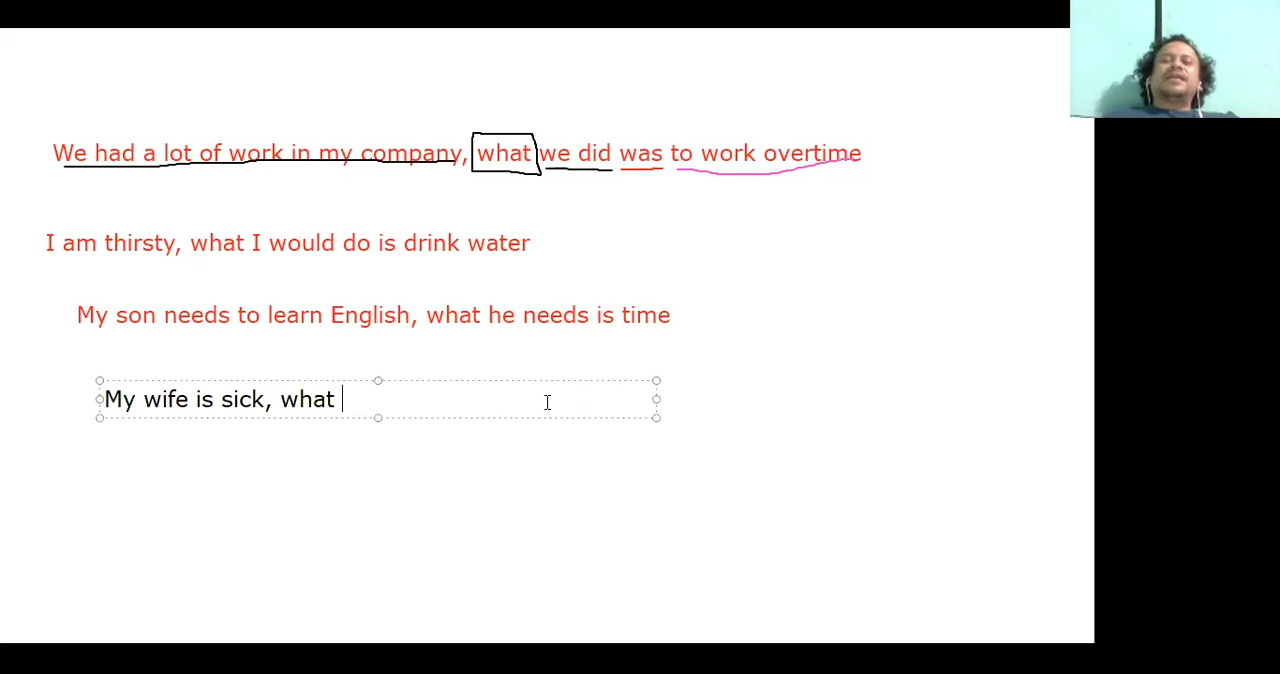 We had a lot of work in my company, what we did was to work overtime
I am thirsty, what I would do is drink water
My son needs to learn English, what he needs is time
My wife is sick, what